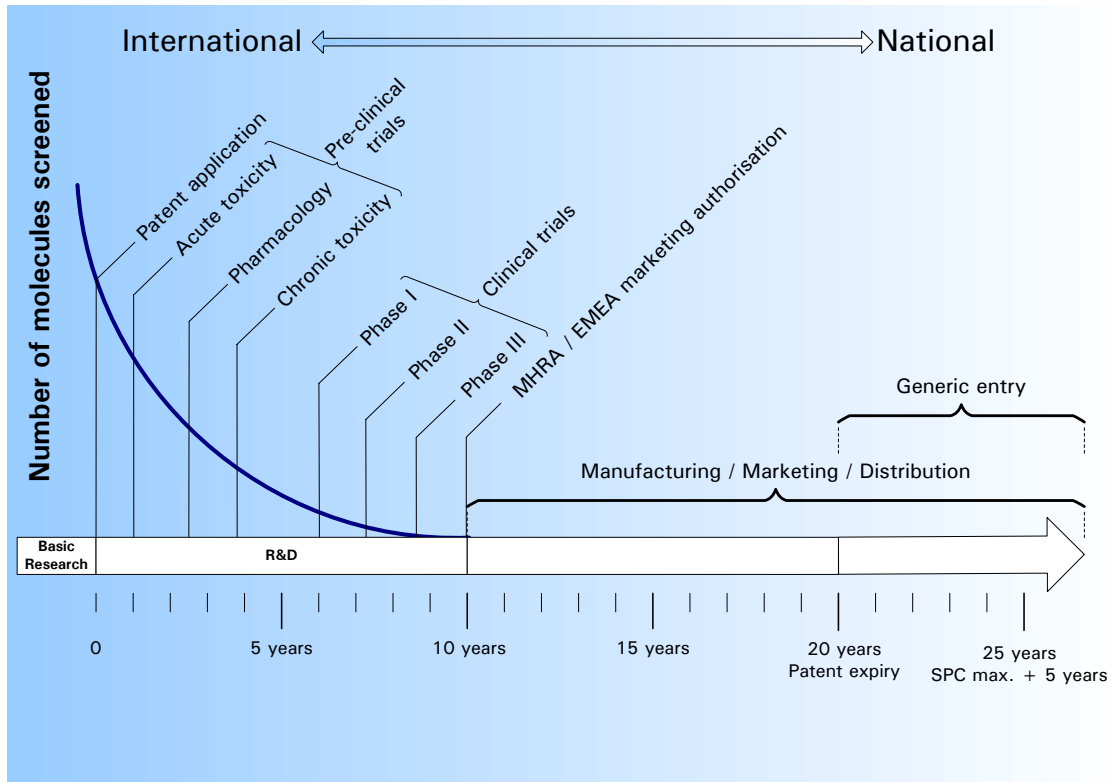 International
National
Number of molecules screened
Patent application
Acute toxicity
Pharmacology
Chronic toxicity
Pre-clinical
trials
Phase I
Phase II
Phase III
Clinical trials
MHRA / EMEA marketing authorisation
Generic entry
Manufacturing / Marketing / Distribution
Basic
Research
R&D
0
5 years
10 years
15 years
20 years
Patent expiry
25 years
SPC max. + 5 years